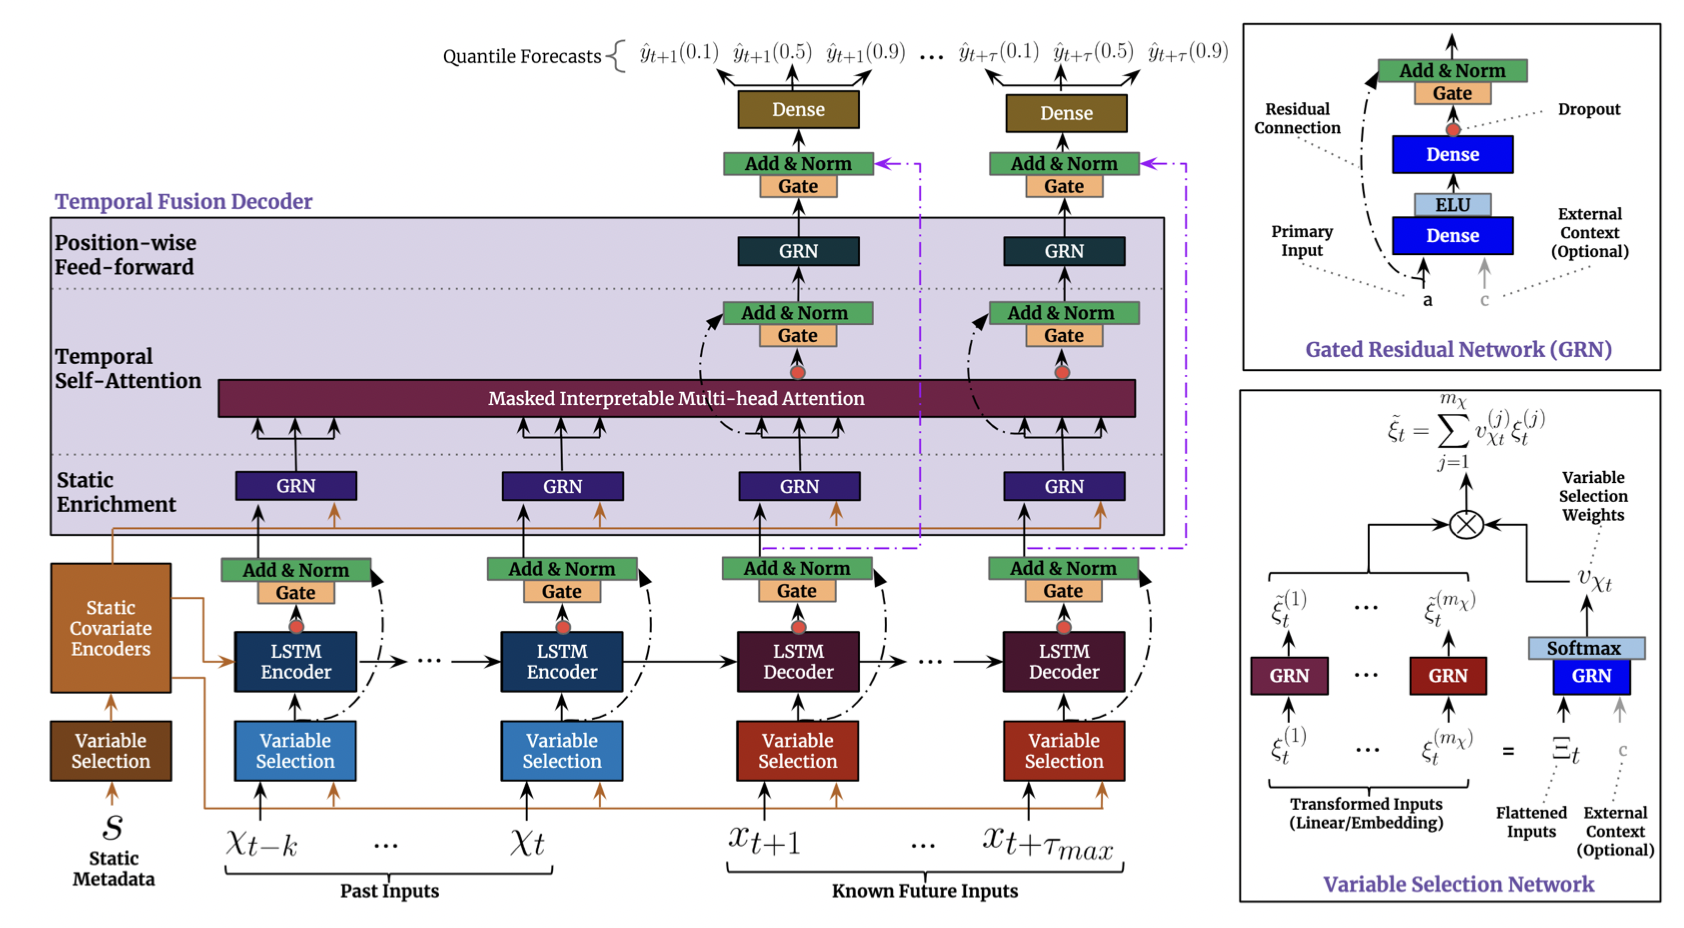 Quantile Forecasts { ŷt+1(0.1) ŷt+1(0.5) ŷt+1(0.9) ... ŷt+τ(0.1) ŷt+τ(0.5) ŷt+τ(0.9)
Dense Dense
Add & Norm Add & Norm
Gate Gate
Temporal Fusion Decoder
Position-wise
Feed-forward
GRN GRN
Add & Norm Add & Norm
Gate Gate
Temporal
Self-Attention
Masked Interpretable Multi-head Attention
Static
Enrichment
GRN GRN GRN GRN
Add & Norm Add & Norm Add & Norm Add & Norm
Gate Gate Gate Gate
Static
Covariate
Encoders
LSTM
Encoder
...
LSTM
Encoder
LSTM
Decoder
...
LSTM
Decoder
Variable
Selection
Variable
Selection
Variable
Selection
Variable
Selection
Variable
Selection
s
Static
Metadata
χt−k ... χt xt+1 ... xt+τmax
Past Inputs Known Future Inputs
Add & Norm
Gate
Residual
Connection
Dropout
Dense
ELU
Dense
Primary
Input
External
Context
(Optional)
a c
Gated Residual Network (GRN)
ξ̃t = ∑j=1mχ vχt(j) ξt(j)
Variable
Selection
Weights
vχt
ξ̃t(1) ... ξ̃t(mχ)
Softmax
GRN ... GRN GRN
ξt(1) ... ξt(mχ) = Ξt c
Transformed Inputs
(Linear/Embedding)
Flattened
Inputs
External
Context
(Optional)
Variable Selection Network